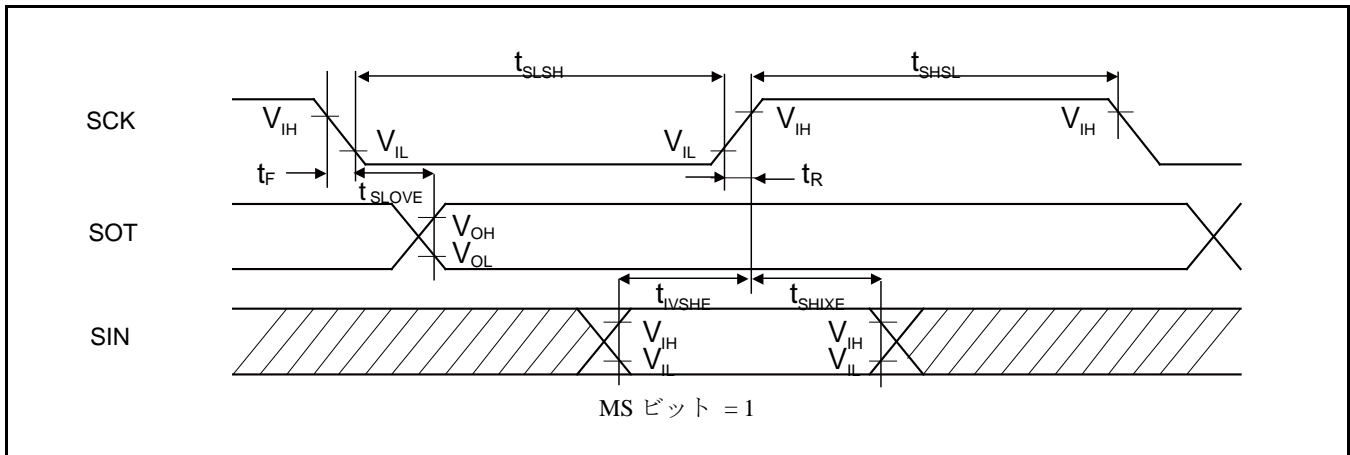 tSLSH tSHSL
SCK VIH VIL VIL VIH VIH
tF tSLOVE tR
SOT VOH
VOL
tIVSHE tSHIXE
SIN VIH VIH
VIL VIL
MS ビット = 1